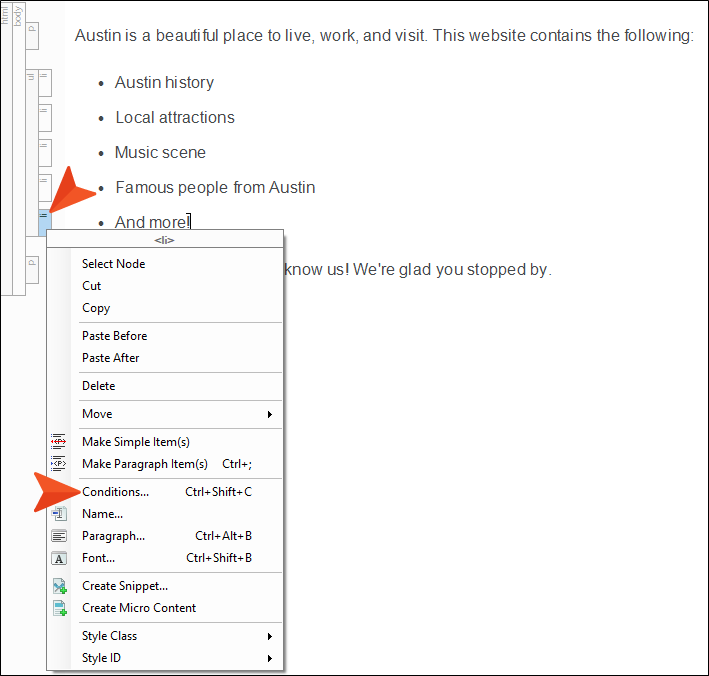 html
body
p
Austin is a beautiful place to live, work, and visit. This website contains the following:
ul
li
• Austin history
li
• Local attractions
li
• Music scene
li
• Famous people from Austin
li
• And more!
<li>
p
know us! We're glad you stopped by.
Select Node
Cut
Copy
Paste Before
Paste After
Delete
Move
Make Simple Item(s)
Make Paragraph Item(s) Ctrl+;
Conditions... Ctrl+Shift+C
Name...
Paragraph... Ctrl+Alt+B
Font... Ctrl+Shift+B
Create Snippet...
Create Micro Content
Style Class
Style ID